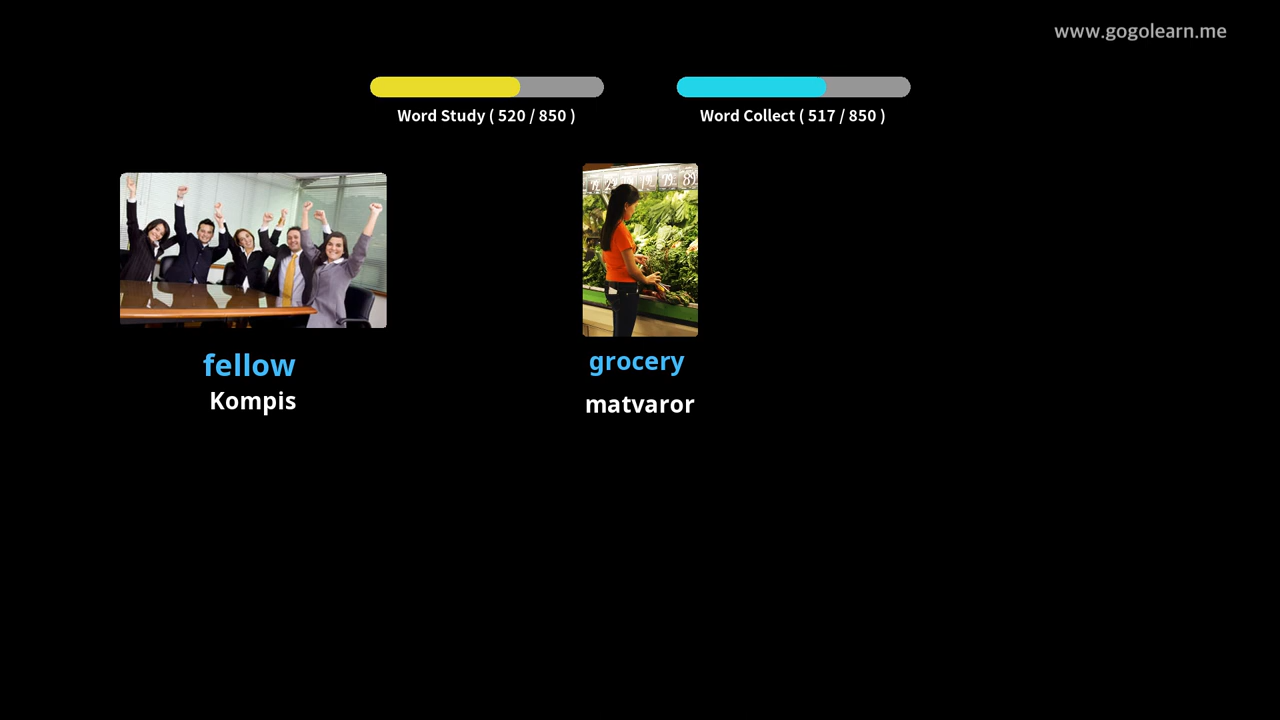 www.gogolearn.me
Word Study ( 520 / 850 )
Word Collect ( 517 / 850 )
fellow
Kompis
grocery
matvaror